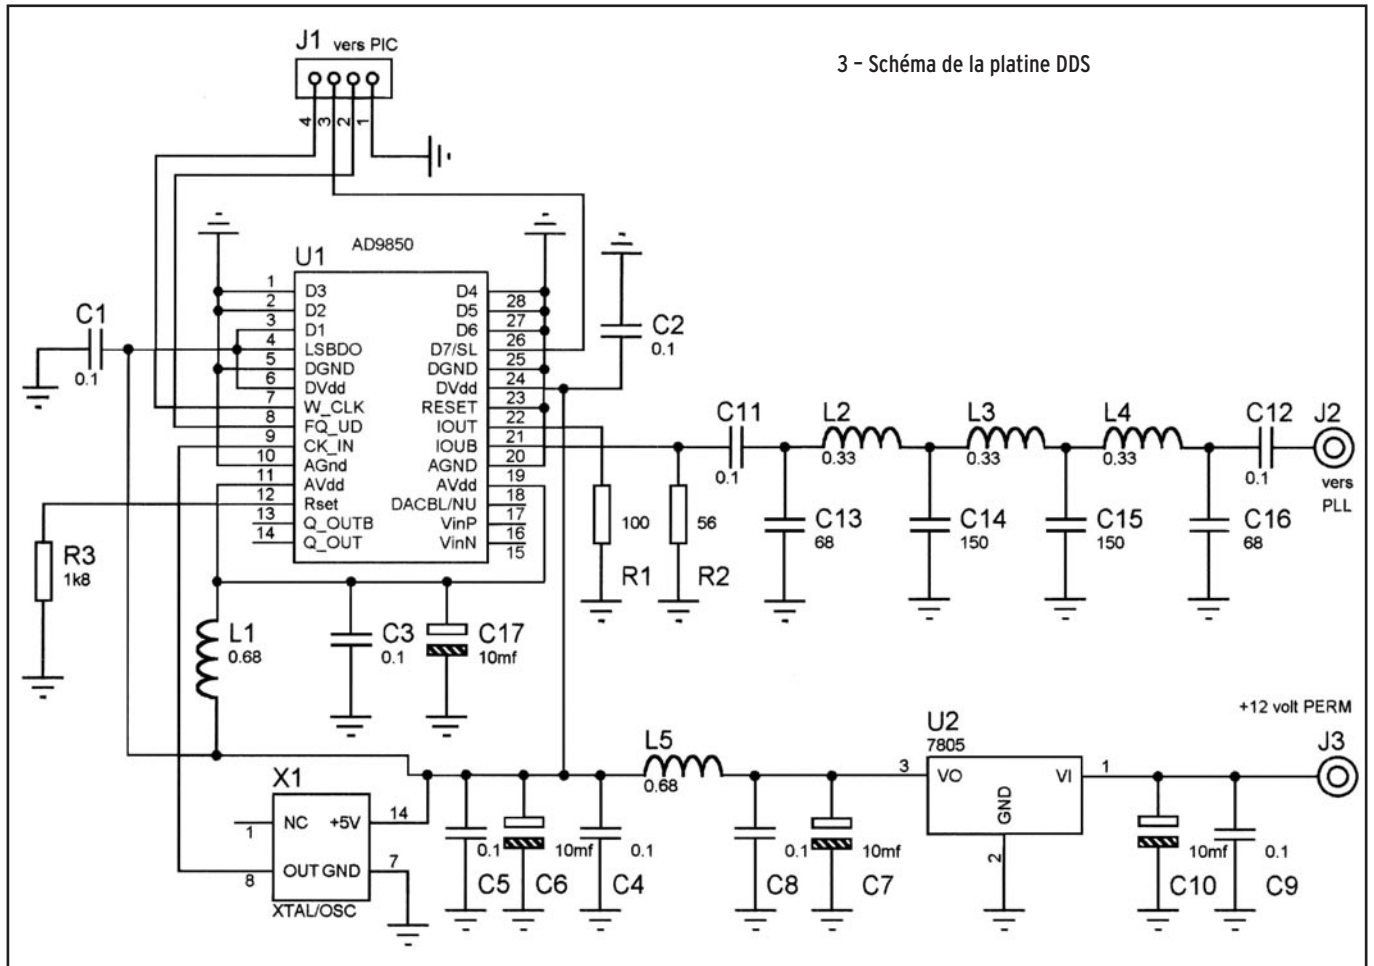 J1 vers PIC
3 – Schéma de la platine DDS
4
3
2
1
AD9850
U1
1 D3 D4 28
2 D2 D5 27
3 D1 D6 26
4 LSBDO D7/SL 25
5 DGND DGND 24
6 DVdd DVdd 23
7 W_CLK RESET 22
8 FQ_UD IOUT 21
9 CK_IN IOUB 20
10 AGnd AGND 19
11 AVdd AVdd 18
12 Rset DACBL/NU 17
13 Q_OUTB VinP 16
14 Q_OUT VinN 15
C1
0.1
C2
0.1
C11
0.1
L2
0.33
L3
0.33
L4
0.33
C12
0.1
J2
vers
PLL
C13
68
C14
150
C15
150
C16
68
100
R1
56
R2
R3
1k8
L1
0.68
C3
0.1
C17
10mf
+12 volt PERM
J3
U2
7805
3 VO VI 1
GND
2
L5
0.68
X1
1 NC +5V 14
8 OUT GND 7
XTAL/OSC
0.1
C5
10mf
C6
0.1
C4
0.1
C8
10mf
C7
10mf
C10
0.1
C9